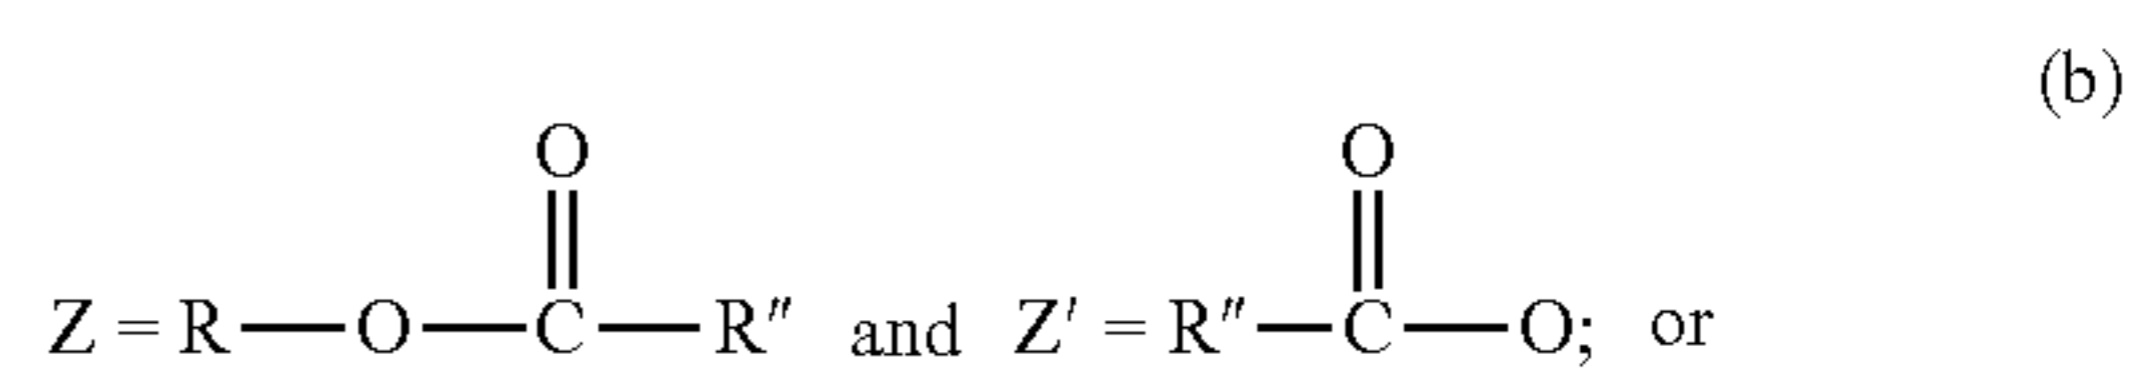 (b)
O O
Z = R—O—C—R″ and Z′ = R″—C—O; or